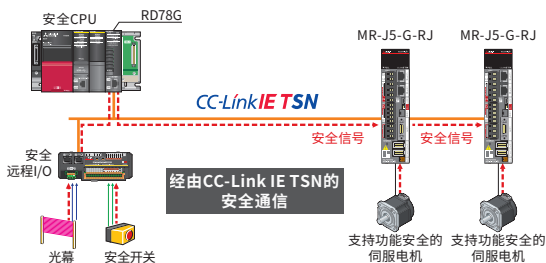 安全CPU
RD78G
MR-J5-G-RJ
MR-J5-G-RJ
CC-Link IE TSN
安全信号
安全信号
安全
远程I/O
经由CC-Link IE TSN的
安全通信
光幕
安全开关
支持功能安全的
伺服电机
支持功能安全的
伺服电机